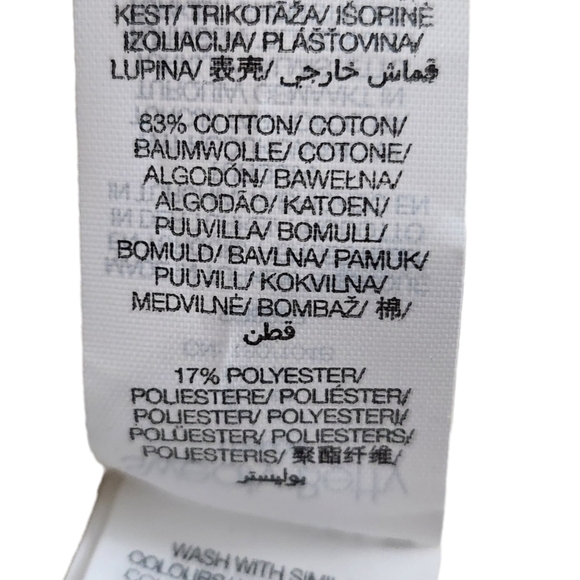 KEST/ TRIKOTĀŽA/ IŠORINĖ
IZOLIACIJA/ PLÁŠŤOVINA/
LUPINA/ 表壳/ قماش خارجي
83% COTTON/ COTON/
BAUMWOLLE/ COTONE/
ALGODÓN/ BAWEŁNA/
ALGODÃO/ KATOEN/
PUUVILLA/ BOMULL/
BOMULD/ BAVLNA/ PAMUK/
PUUVILL/ KOKVILNA/
MEDVILNĖ/ BOMBAŽ/ 棉/
قطن
17% POLYESTER/
POLIESTERE/ POLIÉSTER/
POLIESTER/ POLYESTERI/
POLÜESTER/ POLIESTERS/
POLIESTERIS/ 聚酯纤维/
بوليستر
WASH WITH
COLOURS/